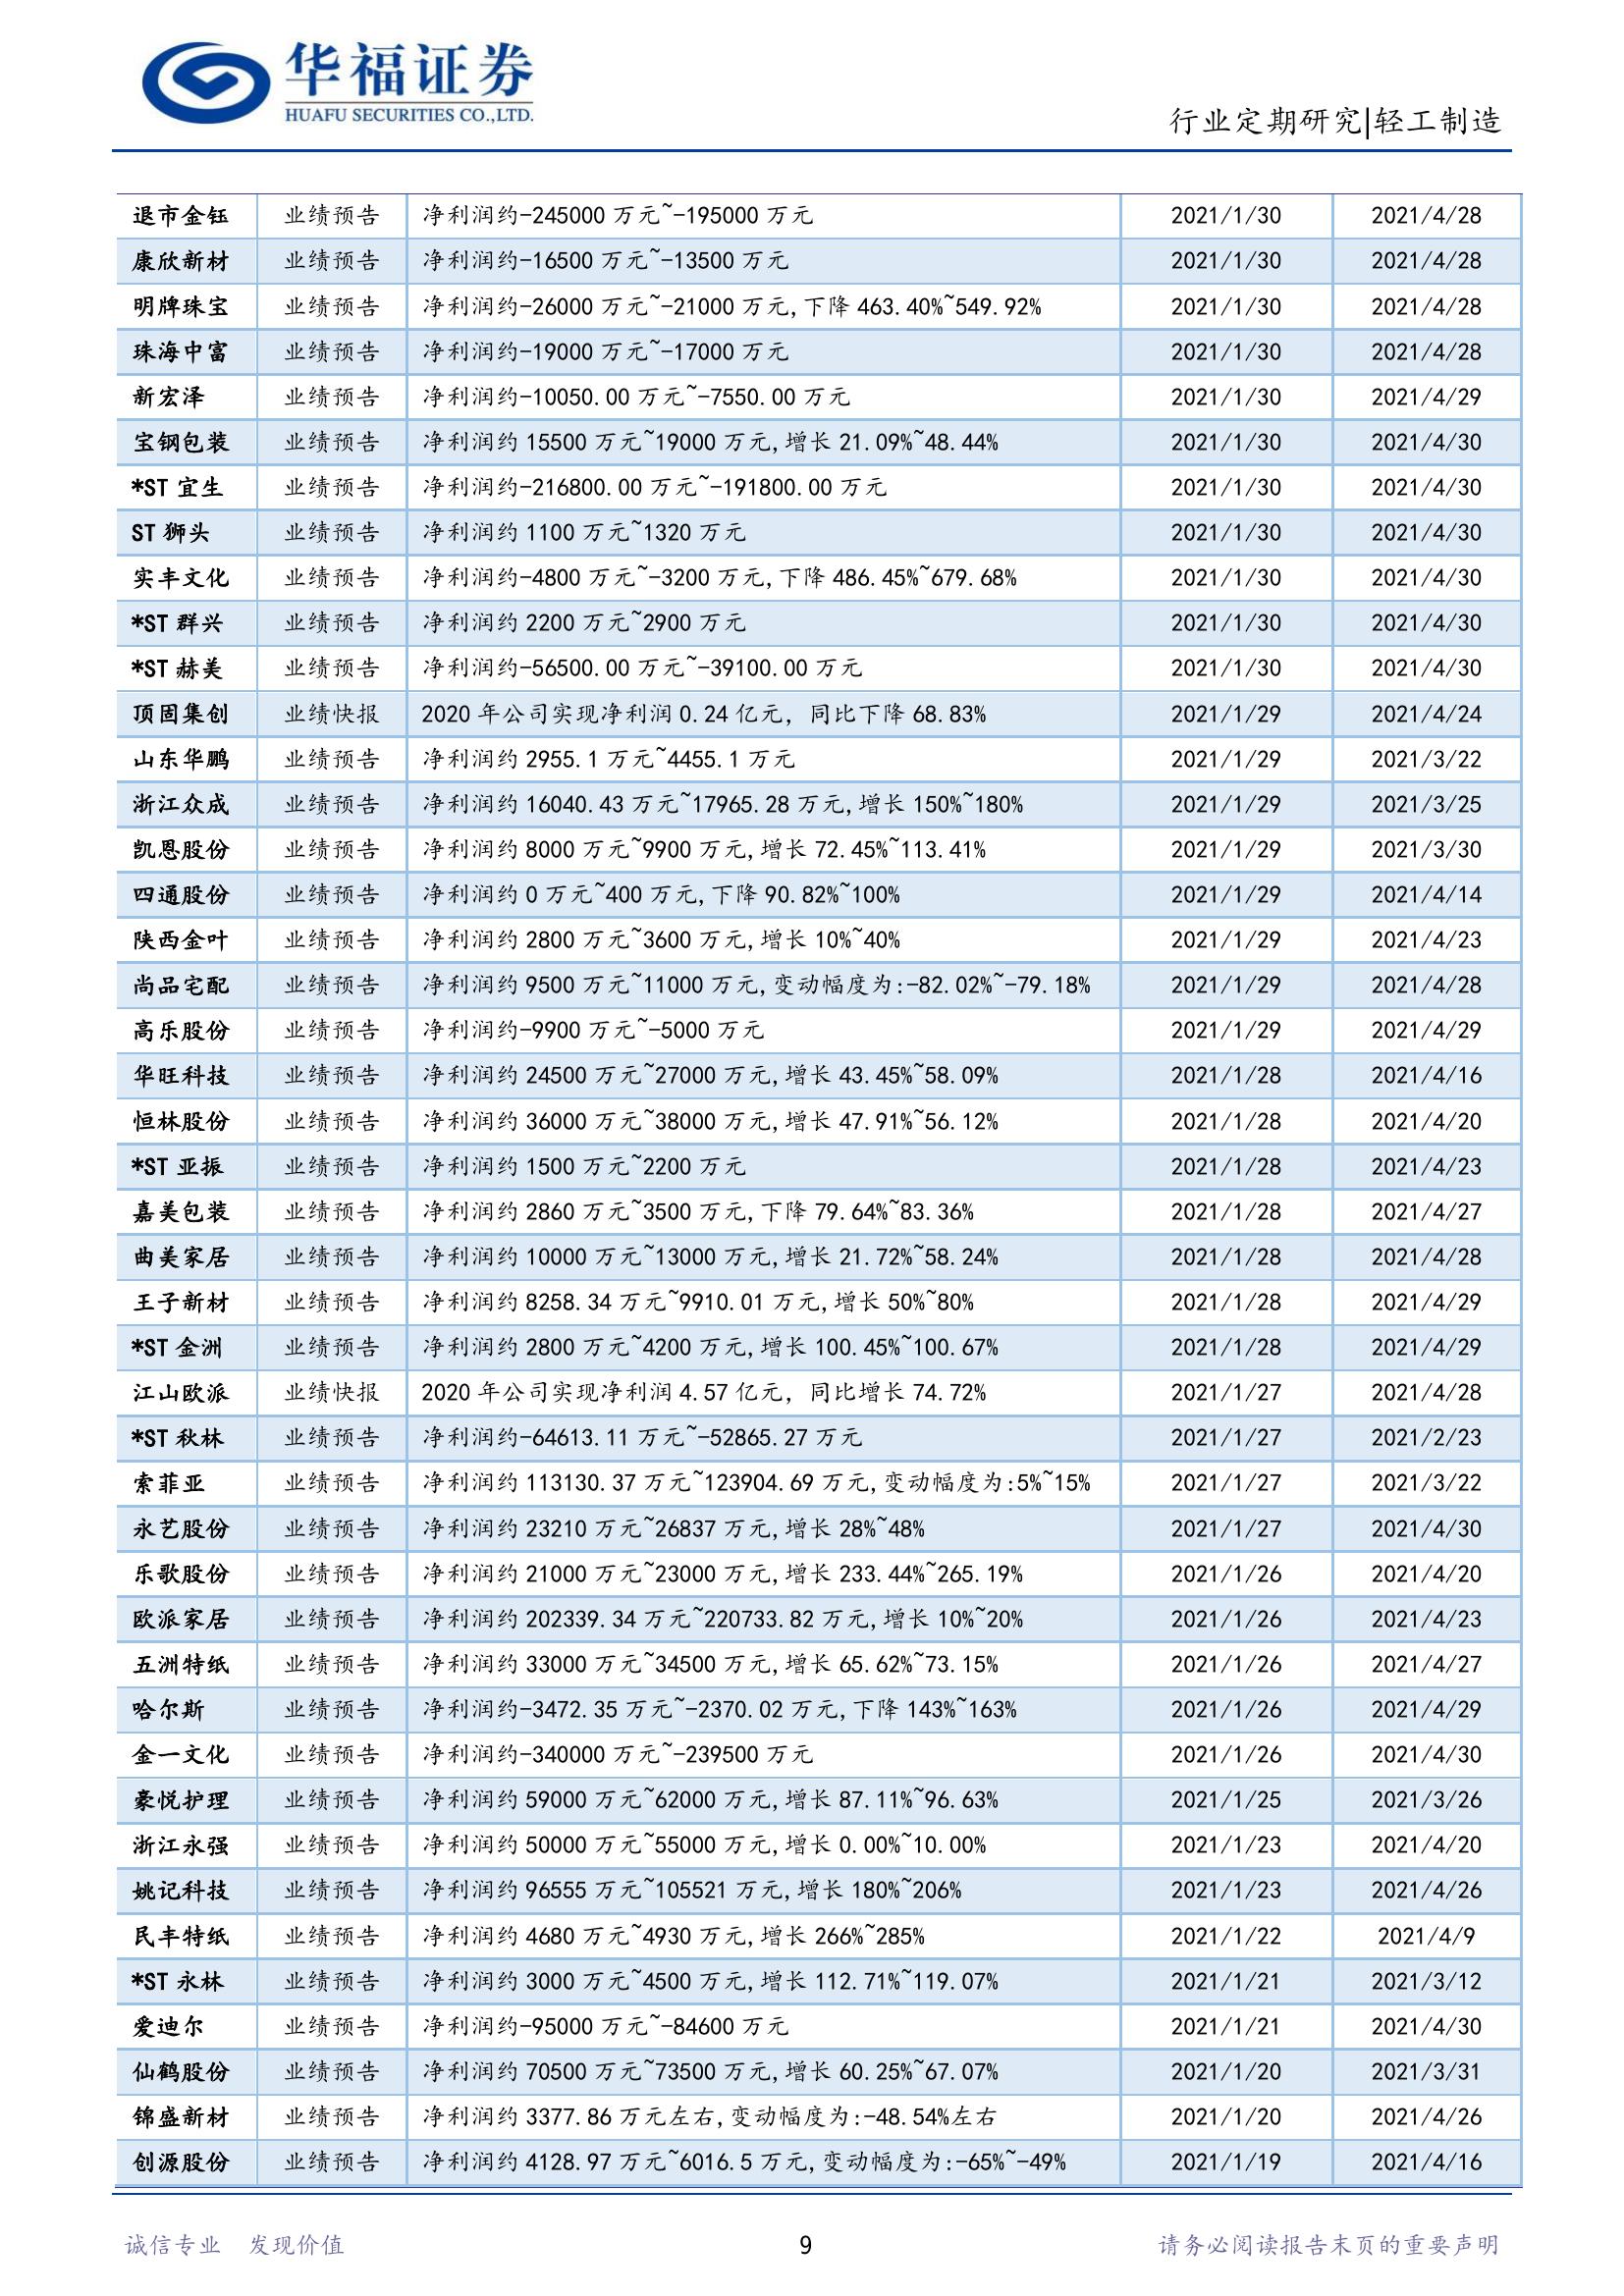 华福证券
HUAFU SECURITIES CO.,LTD.
行业定期研究|轻工制造
退市金钰 业绩预告 净利润约-245000 万元~-195000 万元 2021/1/30 2021/4/28
康欣新材 业绩预告 净利润约-16500 万元~-13500 万元 2021/1/30 2021/4/28
明牌珠宝 业绩预告 净利润约-26000 万元~-21000 万元,下降 463.40%~549.92% 2021/1/30 2021/4/28
珠海中富 业绩预告 净利润约-19000 万元~-17000 万元 2021/1/30 2021/4/28
新宏泽 业绩预告 净利润约-10050.00 万元~-7550.00 万元 2021/1/30 2021/4/29
宝钢包装 业绩预告 净利润约 15500 万元~19000 万元,增长 21.09%~48.44% 2021/1/30 2021/4/30
*ST 宜生 业绩预告 净利润约-216800.00 万元~-191800.00 万元 2021/1/30 2021/4/30
ST 狮头 业绩预告 净利润约 1100 万元~1320 万元 2021/1/30 2021/4/30
实丰文化 业绩预告 净利润约-4800 万元~-3200 万元,下降 486.45%~679.68% 2021/1/30 2021/4/30
*ST 群兴 业绩预告 净利润约 2200 万元~2900 万元 2021/1/30 2021/4/30
*ST 赫美 业绩预告 净利润约-56500.00 万元~-39100.00 万元 2021/1/30 2021/4/30
顶固集创 业绩快报 2020 年公司实现净利润 0.24 亿元, 同比下降 68.83% 2021/1/29 2021/4/24
山东华鹏 业绩预告 净利润约 2955.1 万元~4455.1 万元 2021/1/29 2021/3/22
浙江众成 业绩预告 净利润约 16040.43 万元~17965.28 万元,增长 150%~180% 2021/1/29 2021/3/25
凯恩股份 业绩预告 净利润约 8000 万元~9900 万元,增长 72.45%~113.41% 2021/1/29 2021/3/30
四通股份 业绩预告 净利润约 0 万元~400 万元,下降 90.82%~100% 2021/1/29 2021/4/14
陕西金叶 业绩预告 净利润约 2800 万元~3600 万元,增长 10%~40% 2021/1/29 2021/4/23
尚品宅配 业绩预告 净利润约 9500 万元~11000 万元,变动幅度为:-82.02%~-79.18% 2021/1/29 2021/4/28
高乐股份 业绩预告 净利润约-9900 万元~-5000 万元 2021/1/29 2021/4/29
华旺科技 业绩预告 净利润约 24500 万元~27000 万元,增长 43.45%~58.09% 2021/1/28 2021/4/16
恒林股份 业绩预告 净利润约 36000 万元~38000 万元,增长 47.91%~56.12% 2021/1/28 2021/4/20
*ST 亚振 业绩预告 净利润约 1500 万元~2200 万元 2021/1/28 2021/4/23
嘉美包装 业绩预告 净利润约 2860 万元~3500 万元,下降 79.64%~83.36% 2021/1/28 2021/4/27
曲美家居 业绩预告 净利润约 10000 万元~13000 万元,增长 21.72%~58.24% 2021/1/28 2021/4/28
王子新材 业绩预告 净利润约 8258.34 万元~9910.01 万元,增长 50%~80% 2021/1/28 2021/4/29
*ST 金洲 业绩预告 净利润约 2800 万元~4200 万元,增长 100.45%~100.67% 2021/1/28 2021/4/29
江山欧派 业绩快报 2020 年公司实现净利润 4.57 亿元, 同比增长 74.72% 2021/1/27 2021/4/28
*ST 秋林 业绩预告 净利润约-64613.11 万元~-52865.27 万元 2021/1/27 2021/2/23
索菲亚 业绩预告 净利润约 113130.37 万元~123904.69 万元,变动幅度为:5%~15% 2021/1/27 2021/3/22
永艺股份 业绩预告 净利润约 23210 万元~26837 万元,增长 28%~48% 2021/1/27 2021/4/30
乐歌股份 业绩预告 净利润约 21000 万元~23000 万元,增长 233.44%~265.19% 2021/1/26 2021/4/20
欧派家居 业绩预告 净利润约 202339.34 万元~220733.82 万元,增长 10%~20% 2021/1/26 2021/4/23
五洲特纸 业绩预告 净利润约 33000 万元~34500 万元,增长 65.62%~73.15% 2021/1/26 2021/4/27
哈尔斯 业绩预告 净利润约-3472.35 万元~-2370.02 万元,下降 143%~163% 2021/1/26 2021/4/29
金一文化 业绩预告 净利润约-340000 万元~-239500 万元 2021/1/26 2021/4/30
豪悦护理 业绩预告 净利润约 59000 万元~62000 万元,增长 87.11%~96.63% 2021/1/25 2021/3/26
浙江永强 业绩预告 净利润约 50000 万元~55000 万元,增长 0.00%~10.00% 2021/1/23 2021/4/20
姚记科技 业绩预告 净利润约 96555 万元~105521 万元,增长 180%~206% 2021/1/23 2021/4/26
民丰特纸 业绩预告 净利润约 4680 万元~4930 万元,增长 266%~285% 2021/1/22 2021/4/9
*ST 永林 业绩预告 净利润约 3000 万元~4500 万元,增长 112.71%~119.07% 2021/1/21 2021/3/12
爱迪尔 业绩预告 净利润约-95000 万元~-84600 万元 2021/1/21 2021/4/30
仙鹤股份 业绩预告 净利润约 70500 万元~73500 万元,增长 60.25%~67.07% 2021/1/20 2021/3/31
锦盛新材 业绩预告 净利润约 3377.86 万元左右,变动幅度为:-48.54%左右 2021/1/20 2021/4/26
创源股份 业绩预告 净利润约 4128.97 万元~6016.5 万元,变动幅度为:-65%~-49% 2021/1/19 2021/4/16
诚信专业 发现价值 9 请务必阅读报告末页的重要声明